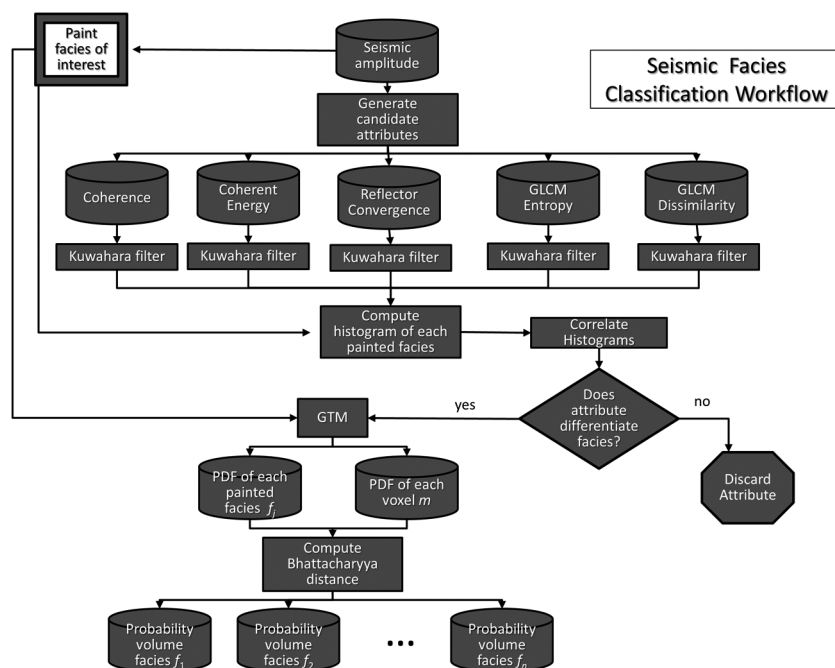 Paint
facies of
interest
Seismic
amplitude
Seismic Facies
Classification Workflow
Generate
candidate
attributes
Coherence
Coherent
Energy
Reflector
Convergence
GLCM
Entropy
GLCM
Dissimilarity
Kuwahara filter
Kuwahara filter
Kuwahara filter
Kuwahara filter
Kuwahara filter
Compute
histogram of each
painted facies
Correlate
Histograms
Does
attribute
differentiate
facies?
yes
no
GTM
Discard
Attribute
PDF of each
painted
facies fj
PDF of each
voxel m
Compute
Bhattacharyya
distance
Probability
volume
facies f1
Probability
volume
facies f2
...
Probability
volume
facies fn